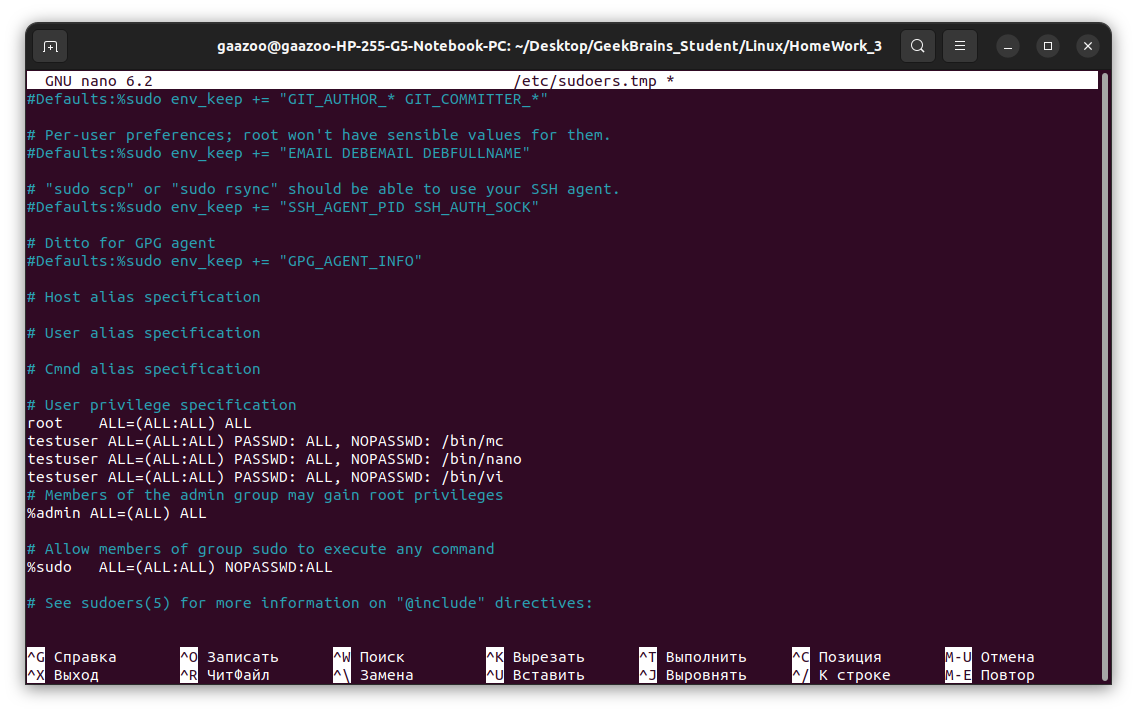 gaazoo@gaazoo-HP-255-G5-Notebook-PC: ~/Desktop/GeekBrains_Student/Linux/HomeWork_3
GNU nano 6.2 /etc/sudoers.tmp *
#Defaults:%sudo env_keep += "GIT_AUTHOR_* GIT_COMMITTER_*"
# Per-user preferences; root won't have sensible values for them.
#Defaults:%sudo env_keep += "EMAIL DEBEMAIL DEBFULLNAME"
# "sudo scp" or "sudo rsync" should be able to use your SSH agent.
#Defaults:%sudo env_keep += "SSH_AGENT_PID SSH_AUTH_SOCK"
# Ditto for GPG agent
#Defaults:%sudo env_keep += "GPG_AGENT_INFO"
# Host alias specification
# User alias specification
# Cmnd alias specification
# User privilege specification
root    ALL=(ALL:ALL) ALL
testuser ALL=(ALL:ALL) PASSWD: ALL, NOPASSWD: /bin/mc
testuser ALL=(ALL:ALL) PASSWD: ALL, NOPASSWD: /bin/nano
testuser ALL=(ALL:ALL) PASSWD: ALL, NOPASSWD: /bin/vi
# Members of the admin group may gain root privileges
%admin ALL=(ALL) ALL
# Allow members of group sudo to execute any command
%sudo   ALL=(ALL:ALL) NOPASSWD:ALL
# See sudoers(5) for more information on "@include" directives:
^G Справка ^O Записать ^W Поиск ^K Вырезать ^T Выполнить ^C Позиция M-U Отмена
^X Выход ^R ЧитФайл ^\ Замена ^U Вставить ^J Выровнять ^/ К строке M-E Повтор